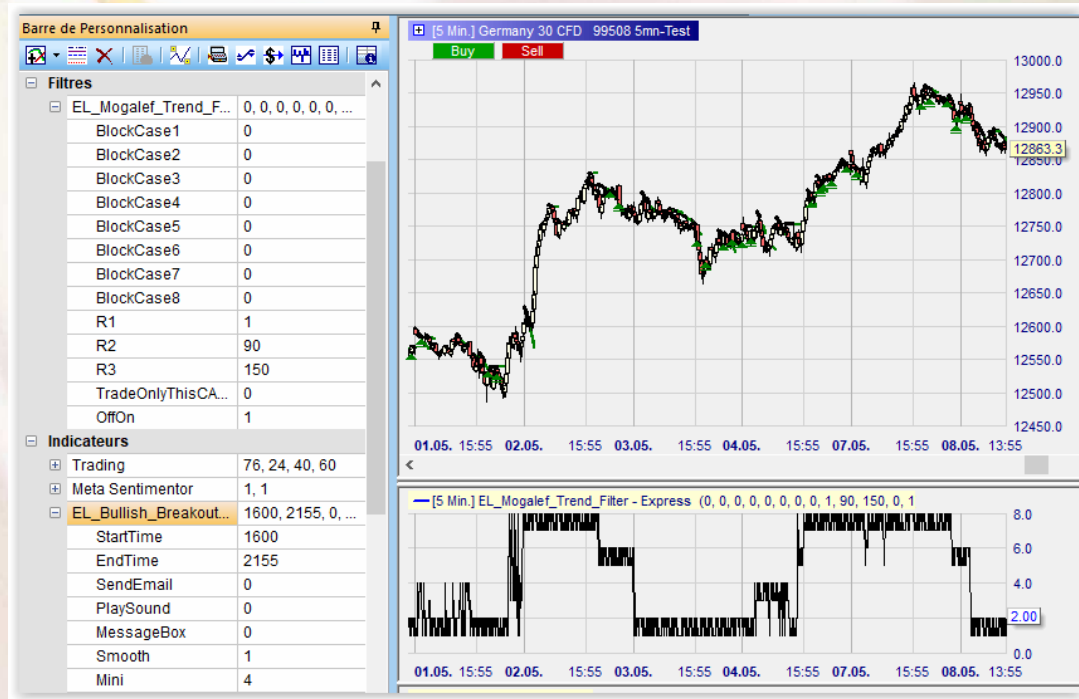 Barre de Personnalisation
Filtres
EL_Mogalef_Trend_F... 0, 0, 0, 0, 0, 0, ...
BlockCase1 0
BlockCase2 0
BlockCase3 0
BlockCase4 0
BlockCase5 0
BlockCase6 0
BlockCase7 0
BlockCase8 0
R1 1
R2 90
R3 150
TradeOnlyThisCA... 0
OffOn 1
Indicateurs
Trading 76, 24, 40, 60
Meta Sentimentor 1, 1
EL_Bullish_Breakout... 1600, 2155, 0, ...
StartTime 1600
EndTime 2155
SendEmail 0
PlaySound 0
MessageBox 0
Smooth 1
Mini 4
[5 Min.] Germany 30 CFD 99508 5mn-Test
Buy Sell
13000.0
12950.0
12900.0
12863.3
12850.0
12800.0
12750.0
12700.0
12650.0
12600.0
12550.0
12500.0
12450.0
01.05. 15:55 02.05. 15:55 03.05. 15:55 04.05. 15:55 07.05. 15:55 08.05. 13:55
[5 Min.] EL_Mogalef_Trend_Filter - Express (0, 0, 0, 0, 0, 0, 0, 0, 1, 90, 150, 0, 1
8.0
6.0
4.0
2.00
0.0
01.05. 15:55 02.05. 15:55 03.05. 15:55 04.05. 15:55 07.05. 15:55 08.05. 13:55